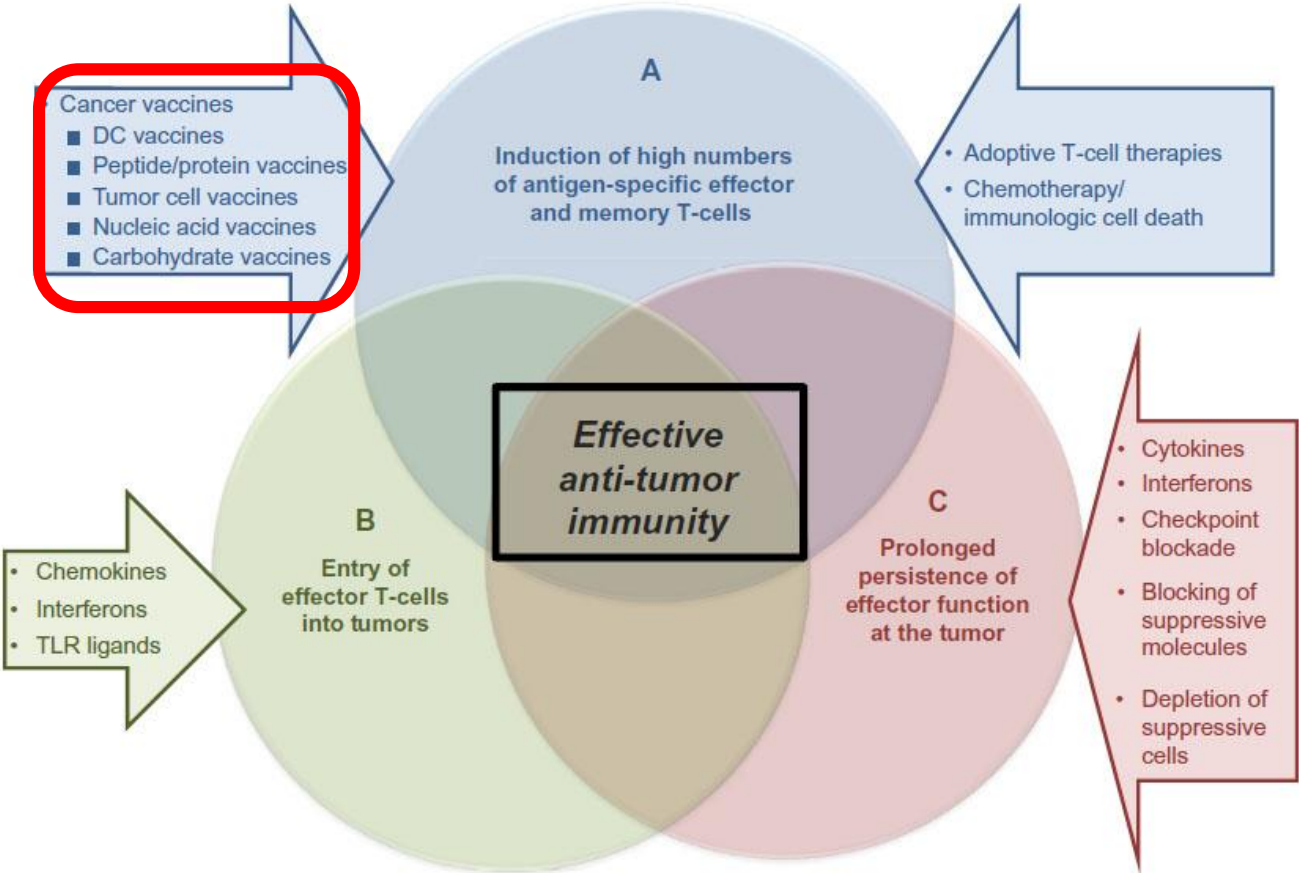 • Cancer vaccines
■ DC vaccines
■ Peptide/protein vaccines
■ Tumor cell vaccines
■ Nucleic acid vaccines
■ Carbohydrate vaccines
A
Induction of high numbers
of antigen-specific effector
and memory T-cells
• Adoptive T-cell therapies
• Chemotherapy/
immunologic cell death
Effective
anti-tumor
immunity
B
Entry of
effector T-cells
into tumors
• Chemokines
• Interferons
• TLR ligands
C
Prolonged
persistence of
effector function
at the tumor
• Cytokines
• Interferons
• Checkpoint
blockade
• Blocking of
suppressive
molecules
• Depletion of
suppressive
cells